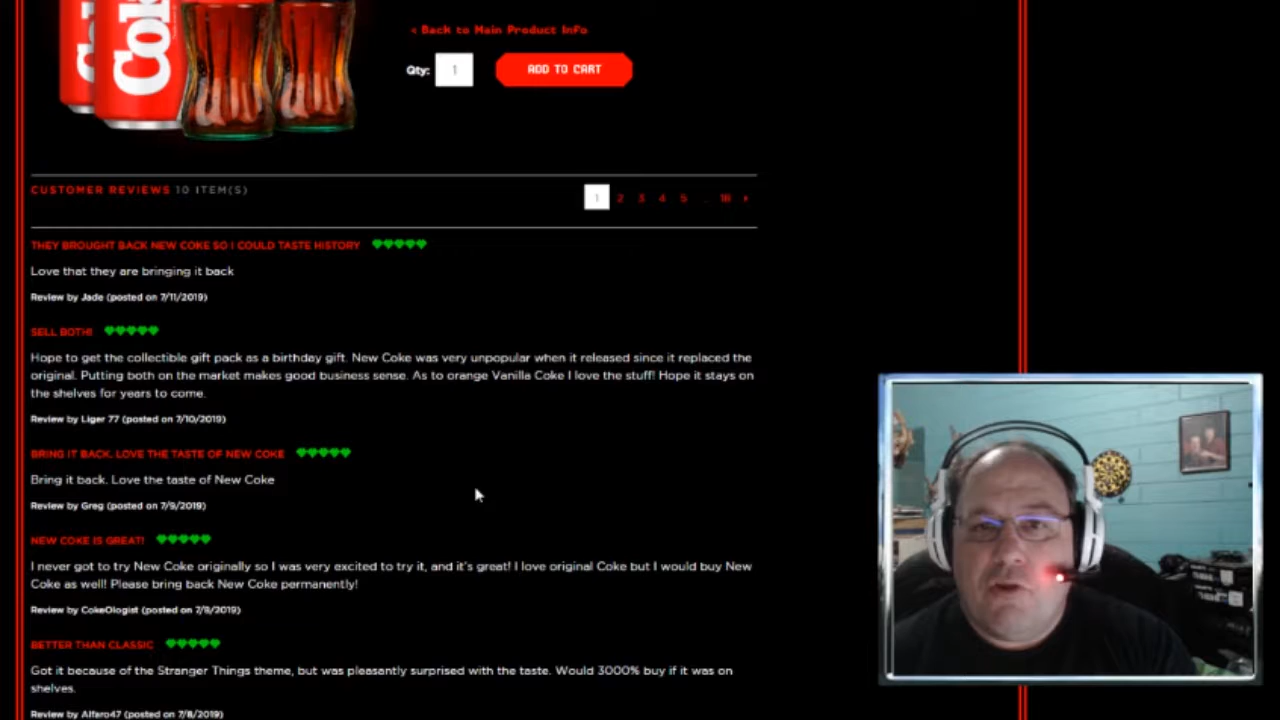 Coke
< Back to Main Product Info
Qty: 1
ADD TO CART
CUSTOMER REVIEWS 10 ITEM(S)
1 2 3 4 5 .
THEY BROUGHT BACK NEW COKE SO I COULD TASTE HISTORY
Love that they are bringing it back
Review by Jade (posted on 7/11/2019)
SELL BOTH!
Hope to get the collectible gift pack as a birthday gift. New Coke was very unpopular when it released since it replaced the
original. Putting both on the market makes good business sense. As to orange Vanilla Coke I love the stuff! Hope it stays on
the shelves for years to come.
Review by Liger 77 (posted on 7/10/2019)
BRING IT BACK. LOVE THE TASTE OF NEW COKE
Bring it back. Love the taste of New Coke
Review by Greg (posted on 7/9/2019)
NEW COKE IS GREAT!
I never got to try New Coke originally so I was very excited to try it, and it's great! I love original Coke but I would buy New
Coke as well! Please bring back New Coke permanently!
Review by CokeOlogist (posted on 7/9/2019)
BETTER THAN CLASSIC
Got it because of the Stranger Things theme, but was pleasantly surprised with the taste. Would 3000% buy if it was on
shelves.
Review by Alfaro47 (posted on 7/8/2019)